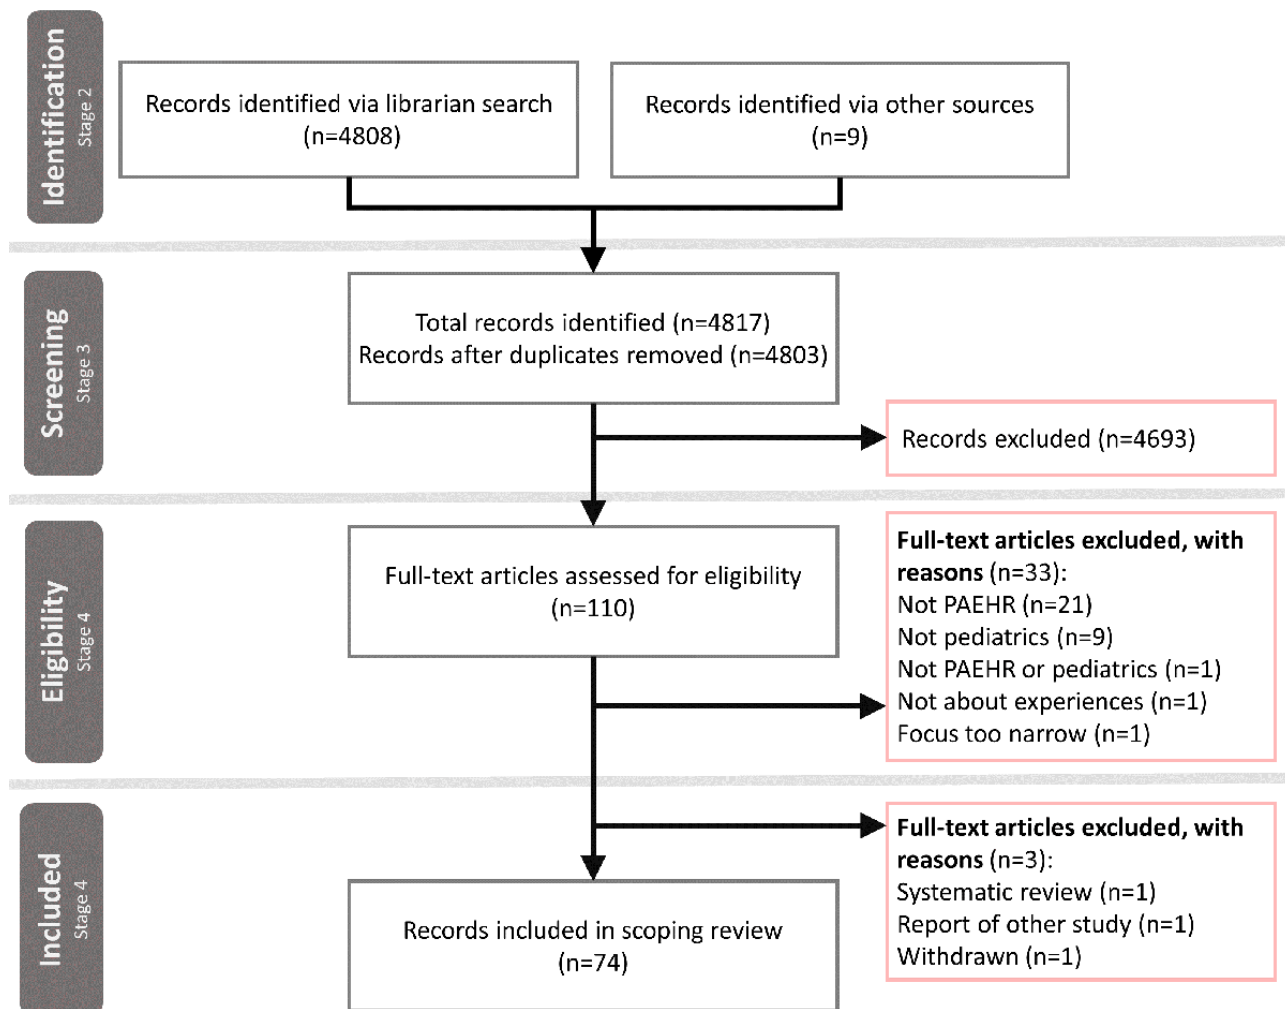 Identification
Stage 2
Records identified via librarian search
(n=4808)
Records identified via other sources
(n=9)
Screening
Stage 3
Total records identified (n=4817)
Records after duplicates removed (n=4803)
Records excluded (n=4693)
Eligibility
Stage 4
Full-text articles assessed for eligibility
(n=110)
Full-text articles excluded, with
reasons (n=33):
Not PAEHR (n=21)
Not pediatrics (n=9)
Not PAEHR or pediatrics (n=1)
Not about experiences (n=1)
Focus too narrow (n=1)
Included
Stage 4
Records included in scoping review
(n=74)
Full-text articles excluded, with
reasons (n=3):
Systematic review (n=1)
Report of other study (n=1)
Withdrawn (n=1)